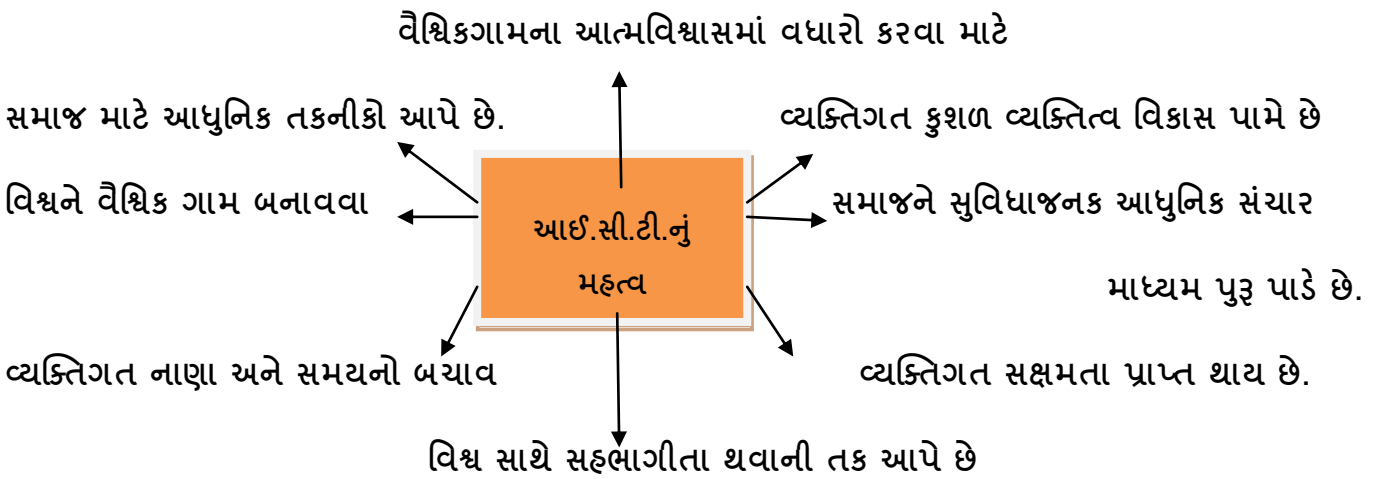 વૈશ્વિકગામના આત્મવિશ્વાસમાં વધારો કરવા માટે
સમાજ માટે આધુનિક તકનીકો આપે છે.
વ્યક્તિગત કુશળ વ્યક્તિત્વ વિકાસ પામે છે
વિશ્વને વૈશ્વિક ગામ બનાવવા
સમાજને સુવિધાજનક આધુનિક સંચાર
આઈ.સી.ટી.નું
મહત્વ
માધ્યમ પુરૂ પાડે છે.
વ્યક્તિગત નાણા અને સમયનો બચાવ
વ્યક્તિગત સક્ષમતા પ્રાપ્ત થાય છે.
વિશ્વ સાથે સહભાગીતા થવાની તક આપે છે